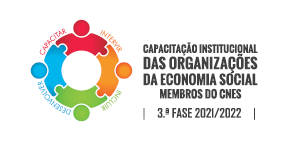 CAPACITAR
INTERVIR
DESENVOLVER
INCLUIR
CAPACITAÇÃO INSTITUCIONAL
DAS ORGANIZAÇÕES
DA ECONOMIA SOCIAL
MEMBROS DO CNES
| 3.ª FASE 2021/2022 |